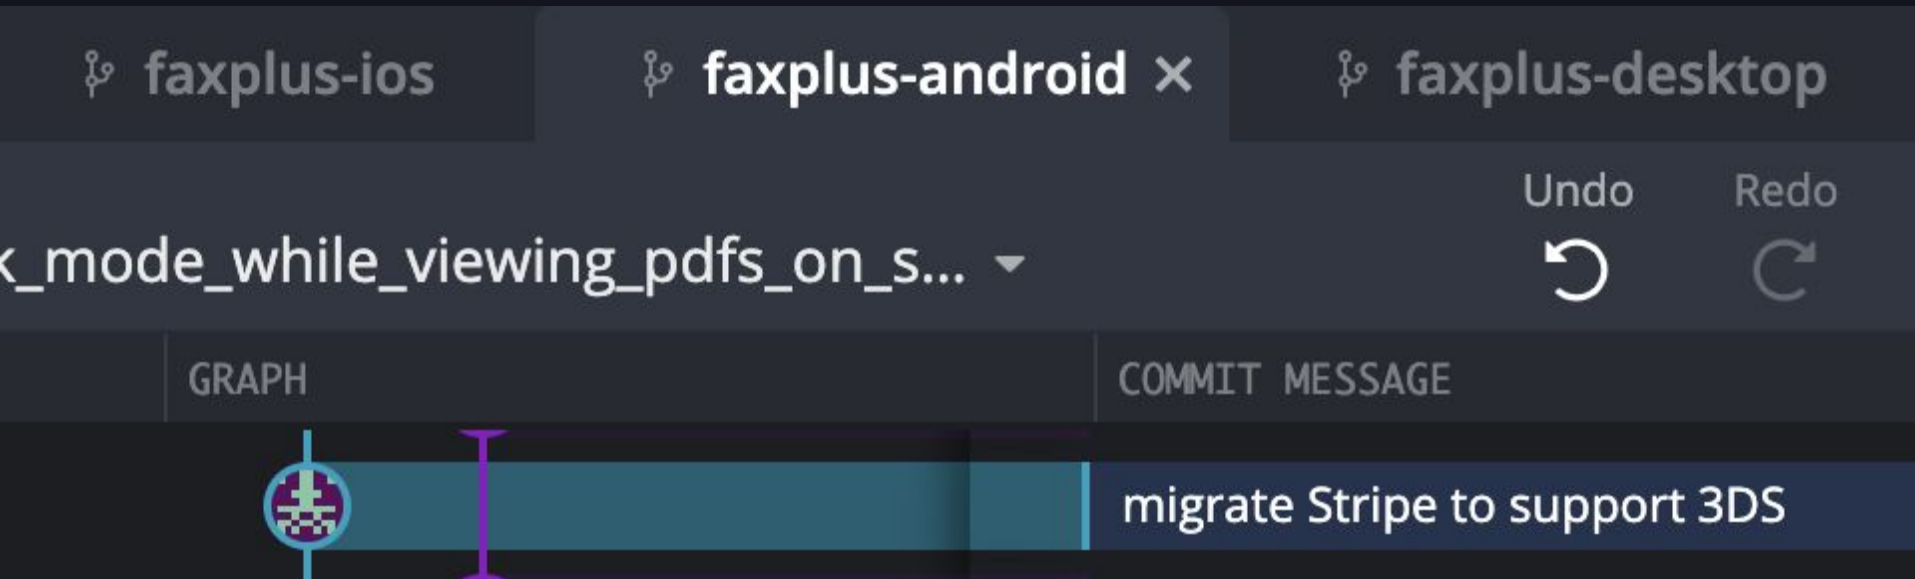 faxplus-ios faxplus-android faxplus-desktop
Undo Redo
k_mode_while_viewing_pdfs_on_s...
GRAPH COMMIT MESSAGE
migrate Stripe to support 3DS